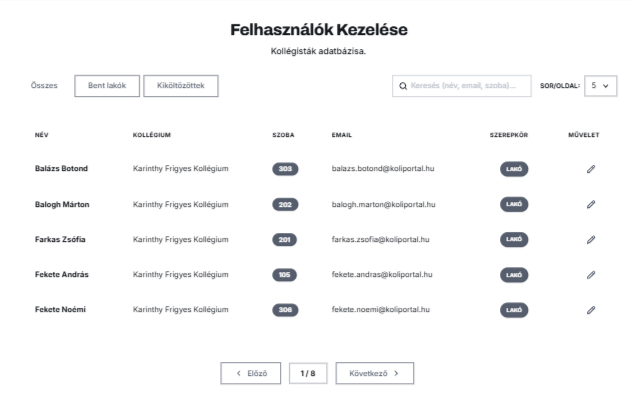 Felhasználók Kezelése
Kollégisták adatbázisa.
Összes Bent lakók Kiköltözöttek Keresés (név, email, szoba)... SOR/OLDAL: 5
NÉV KOLLÉGIUM SZOBA EMAIL SZEREPKÖR MŰVELET
Balázs Botond Karinthy Frigyes Kollégium 303 balazs.botond@koliportal.hu LAKÓ
Balogh Márton Karinthy Frigyes Kollégium 202 balogh.marton@koliportal.hu LAKÓ
Farkas Zsófia Karinthy Frigyes Kollégium 201 farkas.zsofia@koliportal.hu LAKÓ
Fekete András Karinthy Frigyes Kollégium 105 fekete.andras@koliportal.hu LAKÓ
Fekete Noémi Karinthy Frigyes Kollégium 306 fekete.noemi@koliportal.hu LAKÓ
Előző 1 / 8 Következő